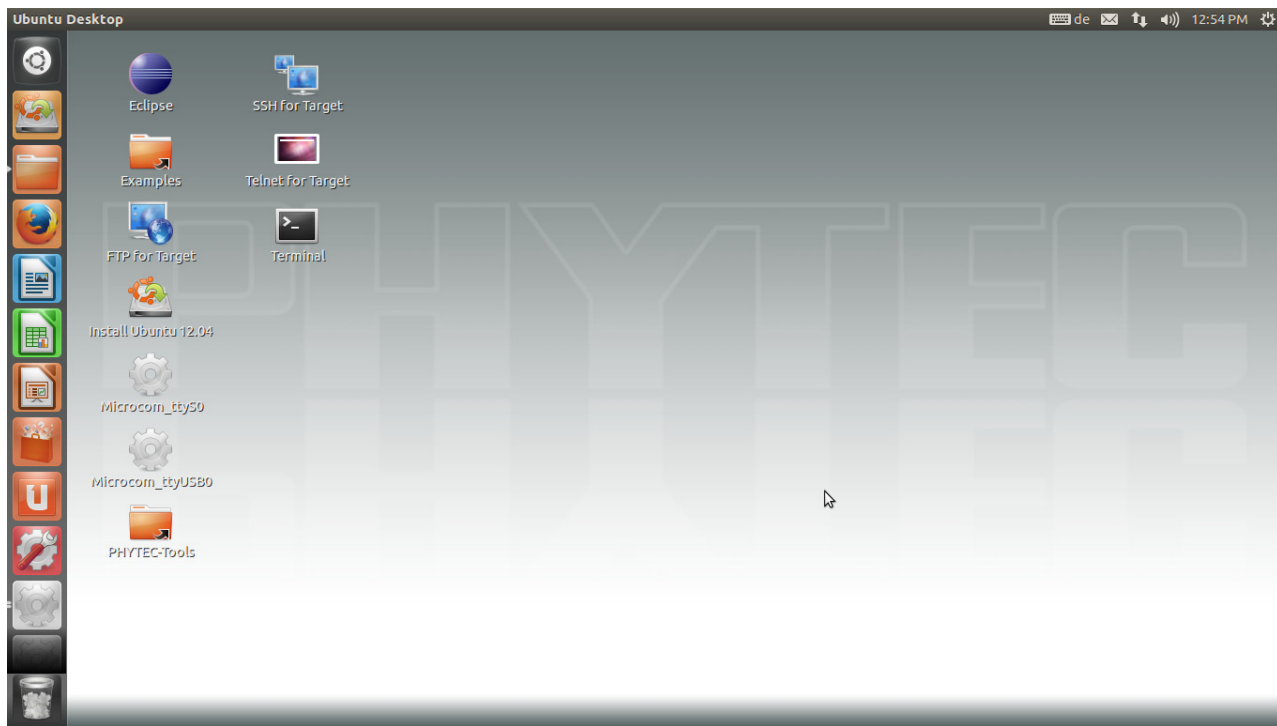 Ubuntu Desktop
de 12:54 PM
Eclipse
SSH for Target
Examples
Telnet for Target
FTP for Target
Terminal
Install Ubuntu 12.04
Microcom_ttyS0
Microcom_ttyUSB0
PHYTEC-Tools
PHYTEC